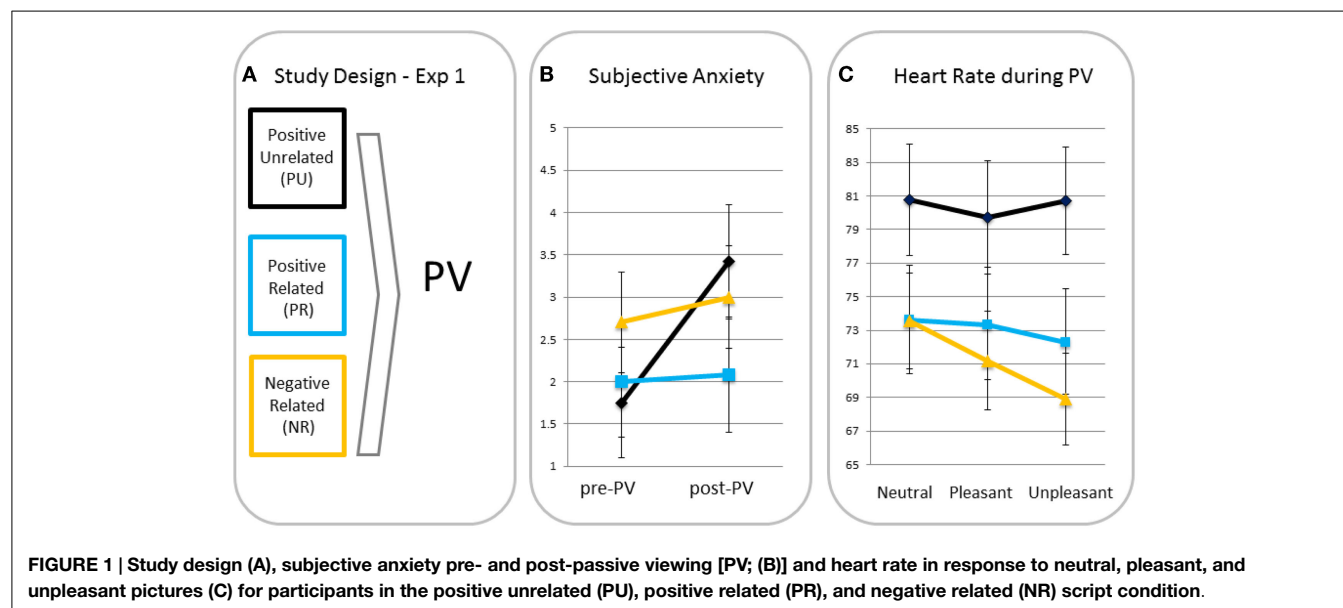 A Study Design - Exp 1
Positive
Unrelated
(PU)
Positive
Related
(PR)
Negative
Related
(NR)
PV
B Subjective Anxiety
5
4.5
4
3.5
3
2.5
2
1.5
1
pre-PV post-PV
C Heart Rate during PV
85
83
81
79
77
75
73
71
69
67
65
Neutral Pleasant Unpleasant
FIGURE 1 | Study design (A), subjective anxiety pre- and post-passive viewing [PV; (B)] and heart rate in response to neutral, pleasant, and
unpleasant pictures (C) for participants in the positive unrelated (PU), positive related (PR), and negative related (NR) script condition.